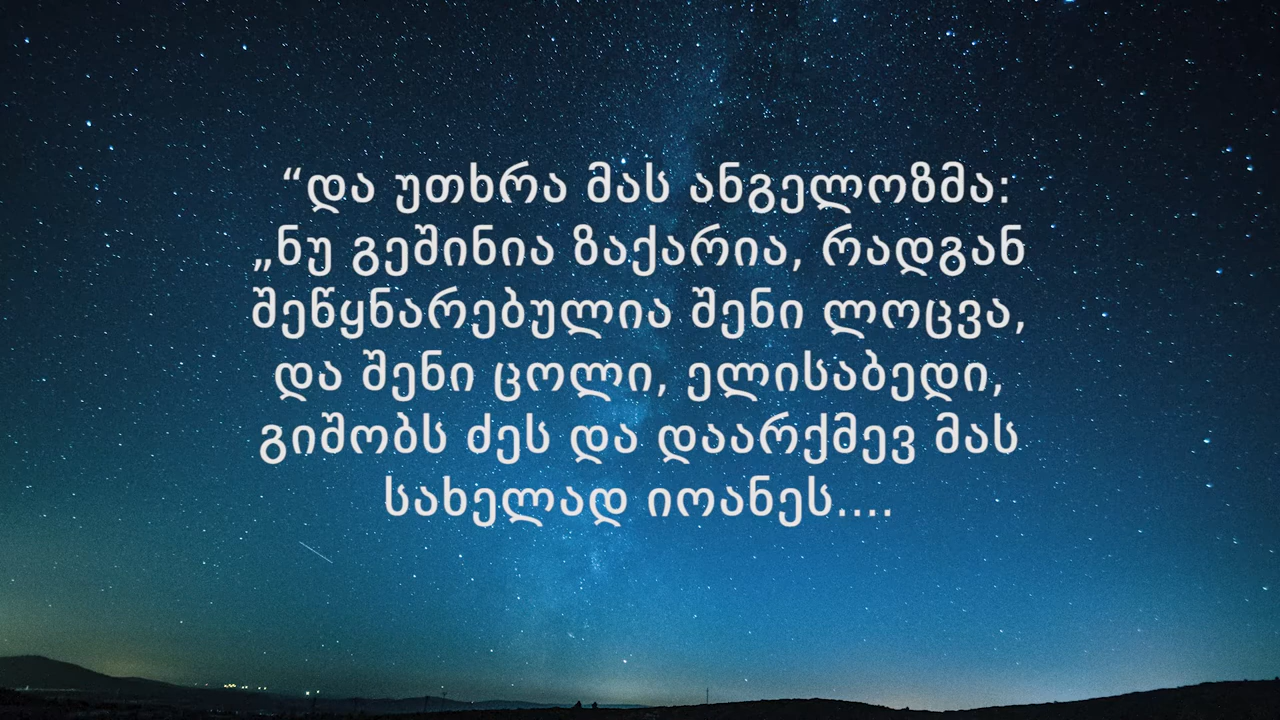 “და უთხრა მას ანგელოზმა:
„ნუ გეშინია ზაქარია, რადგან
შეწყნარებულია შენი ლოცვა,
და შენი ცოლი, ელისაბედი,
გიშობს ძეს და დაარქმევ მას
სახელად იოანეს....